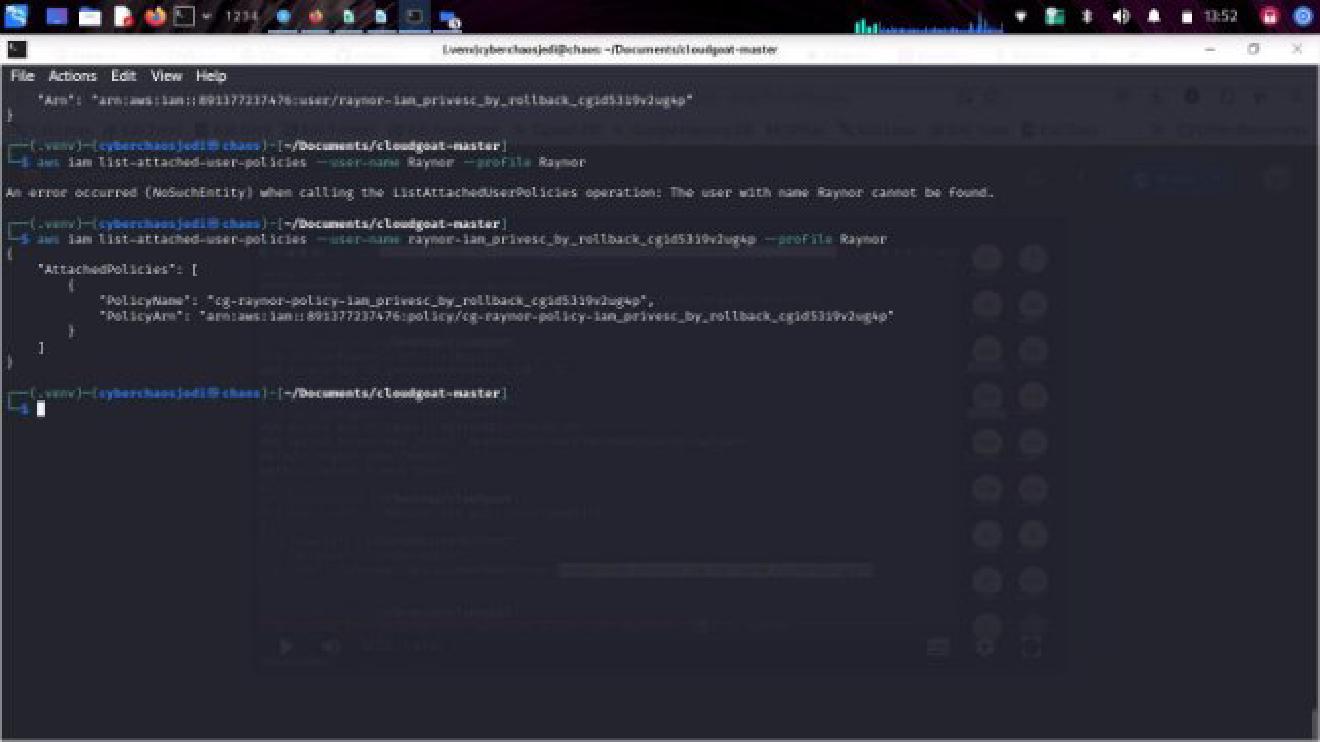 1 2 3 4
13:52
(.venv)cyberchaosjedi@chaos: ~/Documents/cloudgoat-master
File Actions Edit View Help
"Arn": "arn:aws:iam::891377237476:user/raynor-iam_privesc_by_rollback_cgid5319v2ug4p"
}
(.venv)-(cyberchaosjedi㉿chaos)-[~/Documents/cloudgoat-master]
$ aws iam list-attached-user-policies --user-name Raynor --profile Raynor
An error occurred (NoSuchEntity) when calling the ListAttachedUserPolicies operation: The user with name Raynor cannot be found.
(.venv)-(cyberchaosjedi㉿chaos)-[~/Documents/cloudgoat-master]
$ aws iam list-attached-user-policies --user-name raynor-iam_privesc_by_rollback_cgid5319v2ug4p --profile Raynor
{
"AttachedPolicies": [
{
"PolicyName": "cg-raynor-policy-iam_privesc_by_rollback_cgid5319v2ug4p",
"PolicyArn": "arn:aws:iam::891377237476:policy/cg-raynor-policy-iam_privesc_by_rollback_cgid5319v2ug4p"
}
]
}
(.venv)-(cyberchaosjedi㉿chaos)-[~/Documents/cloudgoat-master]
$